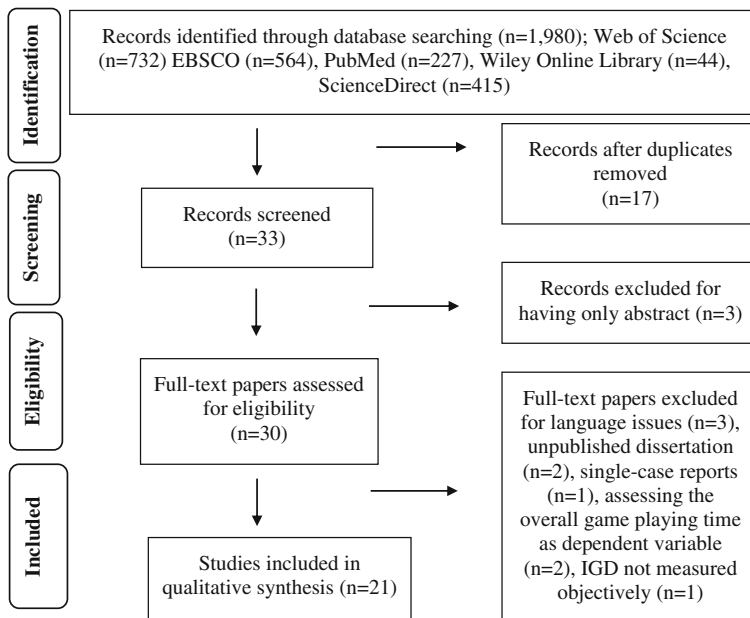 Identification
Records identified through database searching (n=1,980); Web of Science
(n=732) EBSCO (n=564), PubMed (n=227), Wiley Online Library (n=44),
ScienceDirect (n=415)
Records after duplicates
removed
(n=17)
Screening
Records screened
(n=33)
Records excluded for
having only abstract (n=3)
Eligibility
Full-text papers assessed
for eligibility
(n=30)
Full-text papers excluded
for language issues (n=3),
unpublished dissertation
(n=2), single-case reports
(n=1), assessing the
overall game playing time
as dependent variable
(n=2), IGD not measured
objectively (n=1)
Included
Studies included in
qualitative synthesis (n=21)